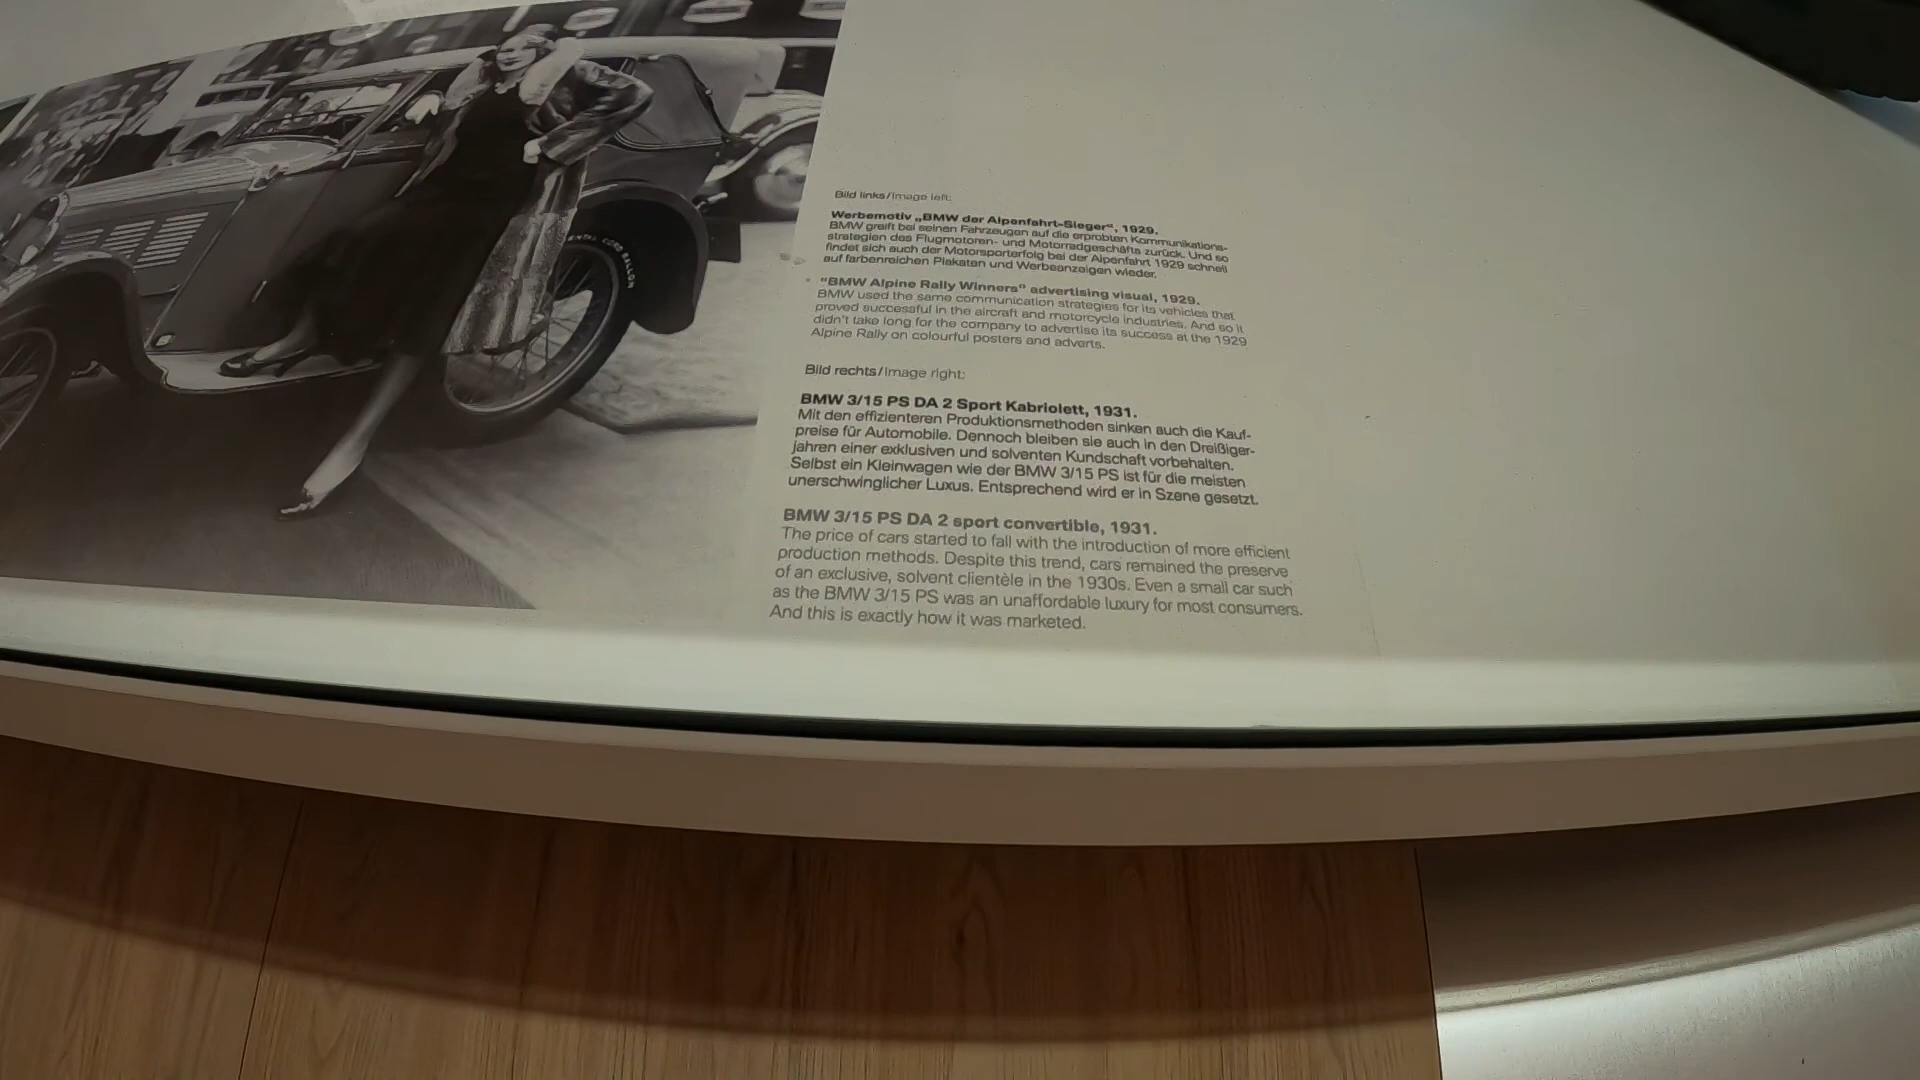 Bild links/Image left:
Werbemotiv „BMW der Alpenfahrt-Sieger“, 1929.
BMW greift bei seinen Fahrzeugen auf die erprobten Kommunikations-
strategien des Flugmotoren- und Motorradgeschäfts zurück. Und so
findet sich auch der Motorsporterfolg bei der Alpenfahrt 1929 schnell
auf farbenreichen Plakaten und Werbeanzeigen wieder.
“BMW Alpine Rally Winners“ advertising visual, 1929.
BMW used the same communication strategies for its vehicles that
proved successful in the aircraft and motorcycle industries. And so it
didn't take long for the company to advertise its success at the 1929
Alpine Rally on colourful posters and adverts.
Bild rechts/Image right:
BMW 3/15 PS DA 2 Sport Kabriolett, 1931.
Mit den effizienteren Produktionsmethoden sinken auch die Kauf-
preise für Automobile. Dennoch bleiben sie auch in den Dreißiger-
jahren einer exklusiven und solventen Kundschaft vorbehalten.
Selbst ein Kleinwagen wie der BMW 3/15 PS ist für die meisten
unerschwinglicher Luxus. Entsprechend wird er in Szene gesetzt.
BMW 3/15 PS DA 2 sport convertible, 1931.
The price of cars started to fall with the introduction of more efficient
production methods. Despite this trend, cars remained the preserve
of an exclusive, solvent clientèle in the 1930s. Even a small car such
as the BMW 3/15 PS was an unaffordable luxury for most consumers.
And this is exactly how it was marketed.
CORD BALLON